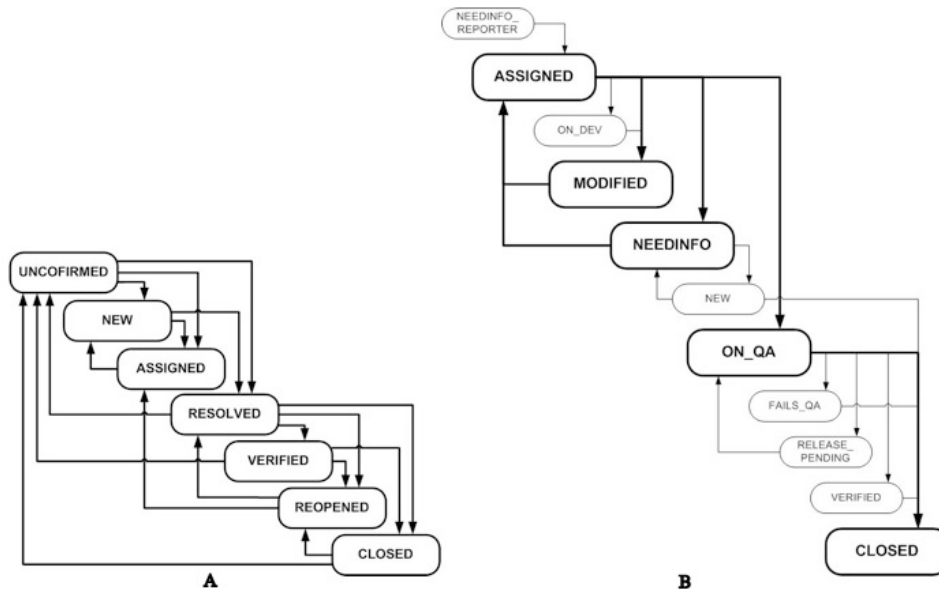 NEEDINFO_
REPORTER
ASSIGNED
ON_DEV
MODIFIED
NEEDINFO
NEW
ON_QA
FAILS_QA
RELEASE_
PENDING
VERIFIED
CLOSED
B
UNCOFIRMED
NEW
ASSIGNED
RESOLVED
VERIFIED
REOPENED
CLOSED
A